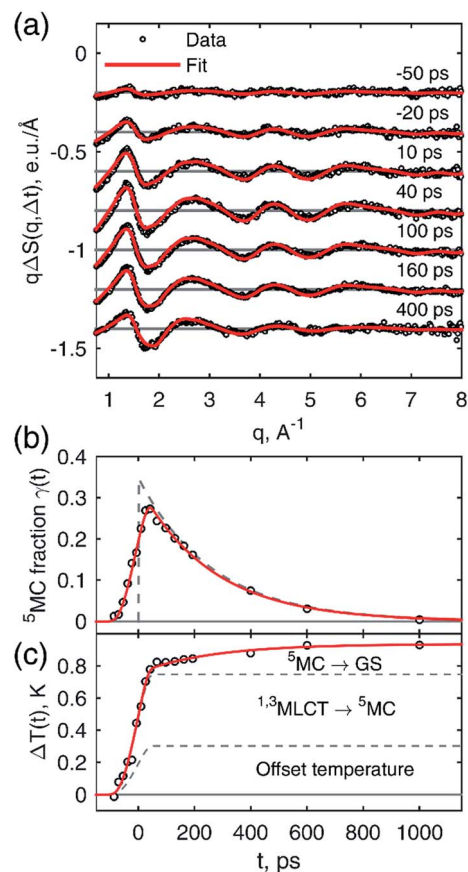 (a)
Data
Fit
0
-0.5
-1
-1.5
qΔS(q,Δt), e.u./Å
-50 ps
-20 ps
10 ps
40 ps
100 ps
160 ps
400 ps
1 2 3 4 5 6 7 8
q, A⁻¹
(b)
0.4
0.3
0.2
0.1
0
⁵MC fraction γ(t)
(c)
0.8
0.6
0.4
0.2
0
ΔT(t), K
⁵MC → GS
¹,³MLCT → ⁵MC
Offset temperature
0 200 400 600 800 1000
t, ps